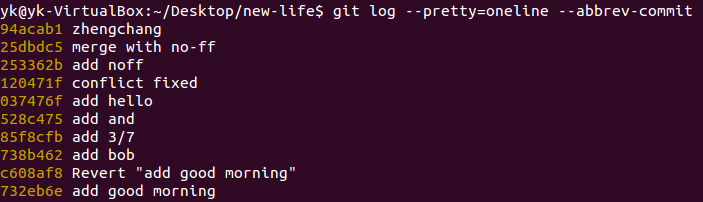 yk@yk-VirtualBox:~/Desktop/new-life$ git log --pretty=oneline --abbrev-commit
94acab1 zhengchang
25dbdc5 merge with no-ff
253362b add noff
120471f conflict fixed
037476f add hello
528c475 add and
85f8cfb add 3/7
738b462 add bob
c608af8 Revert "add good morning"
732eb6e add good morning